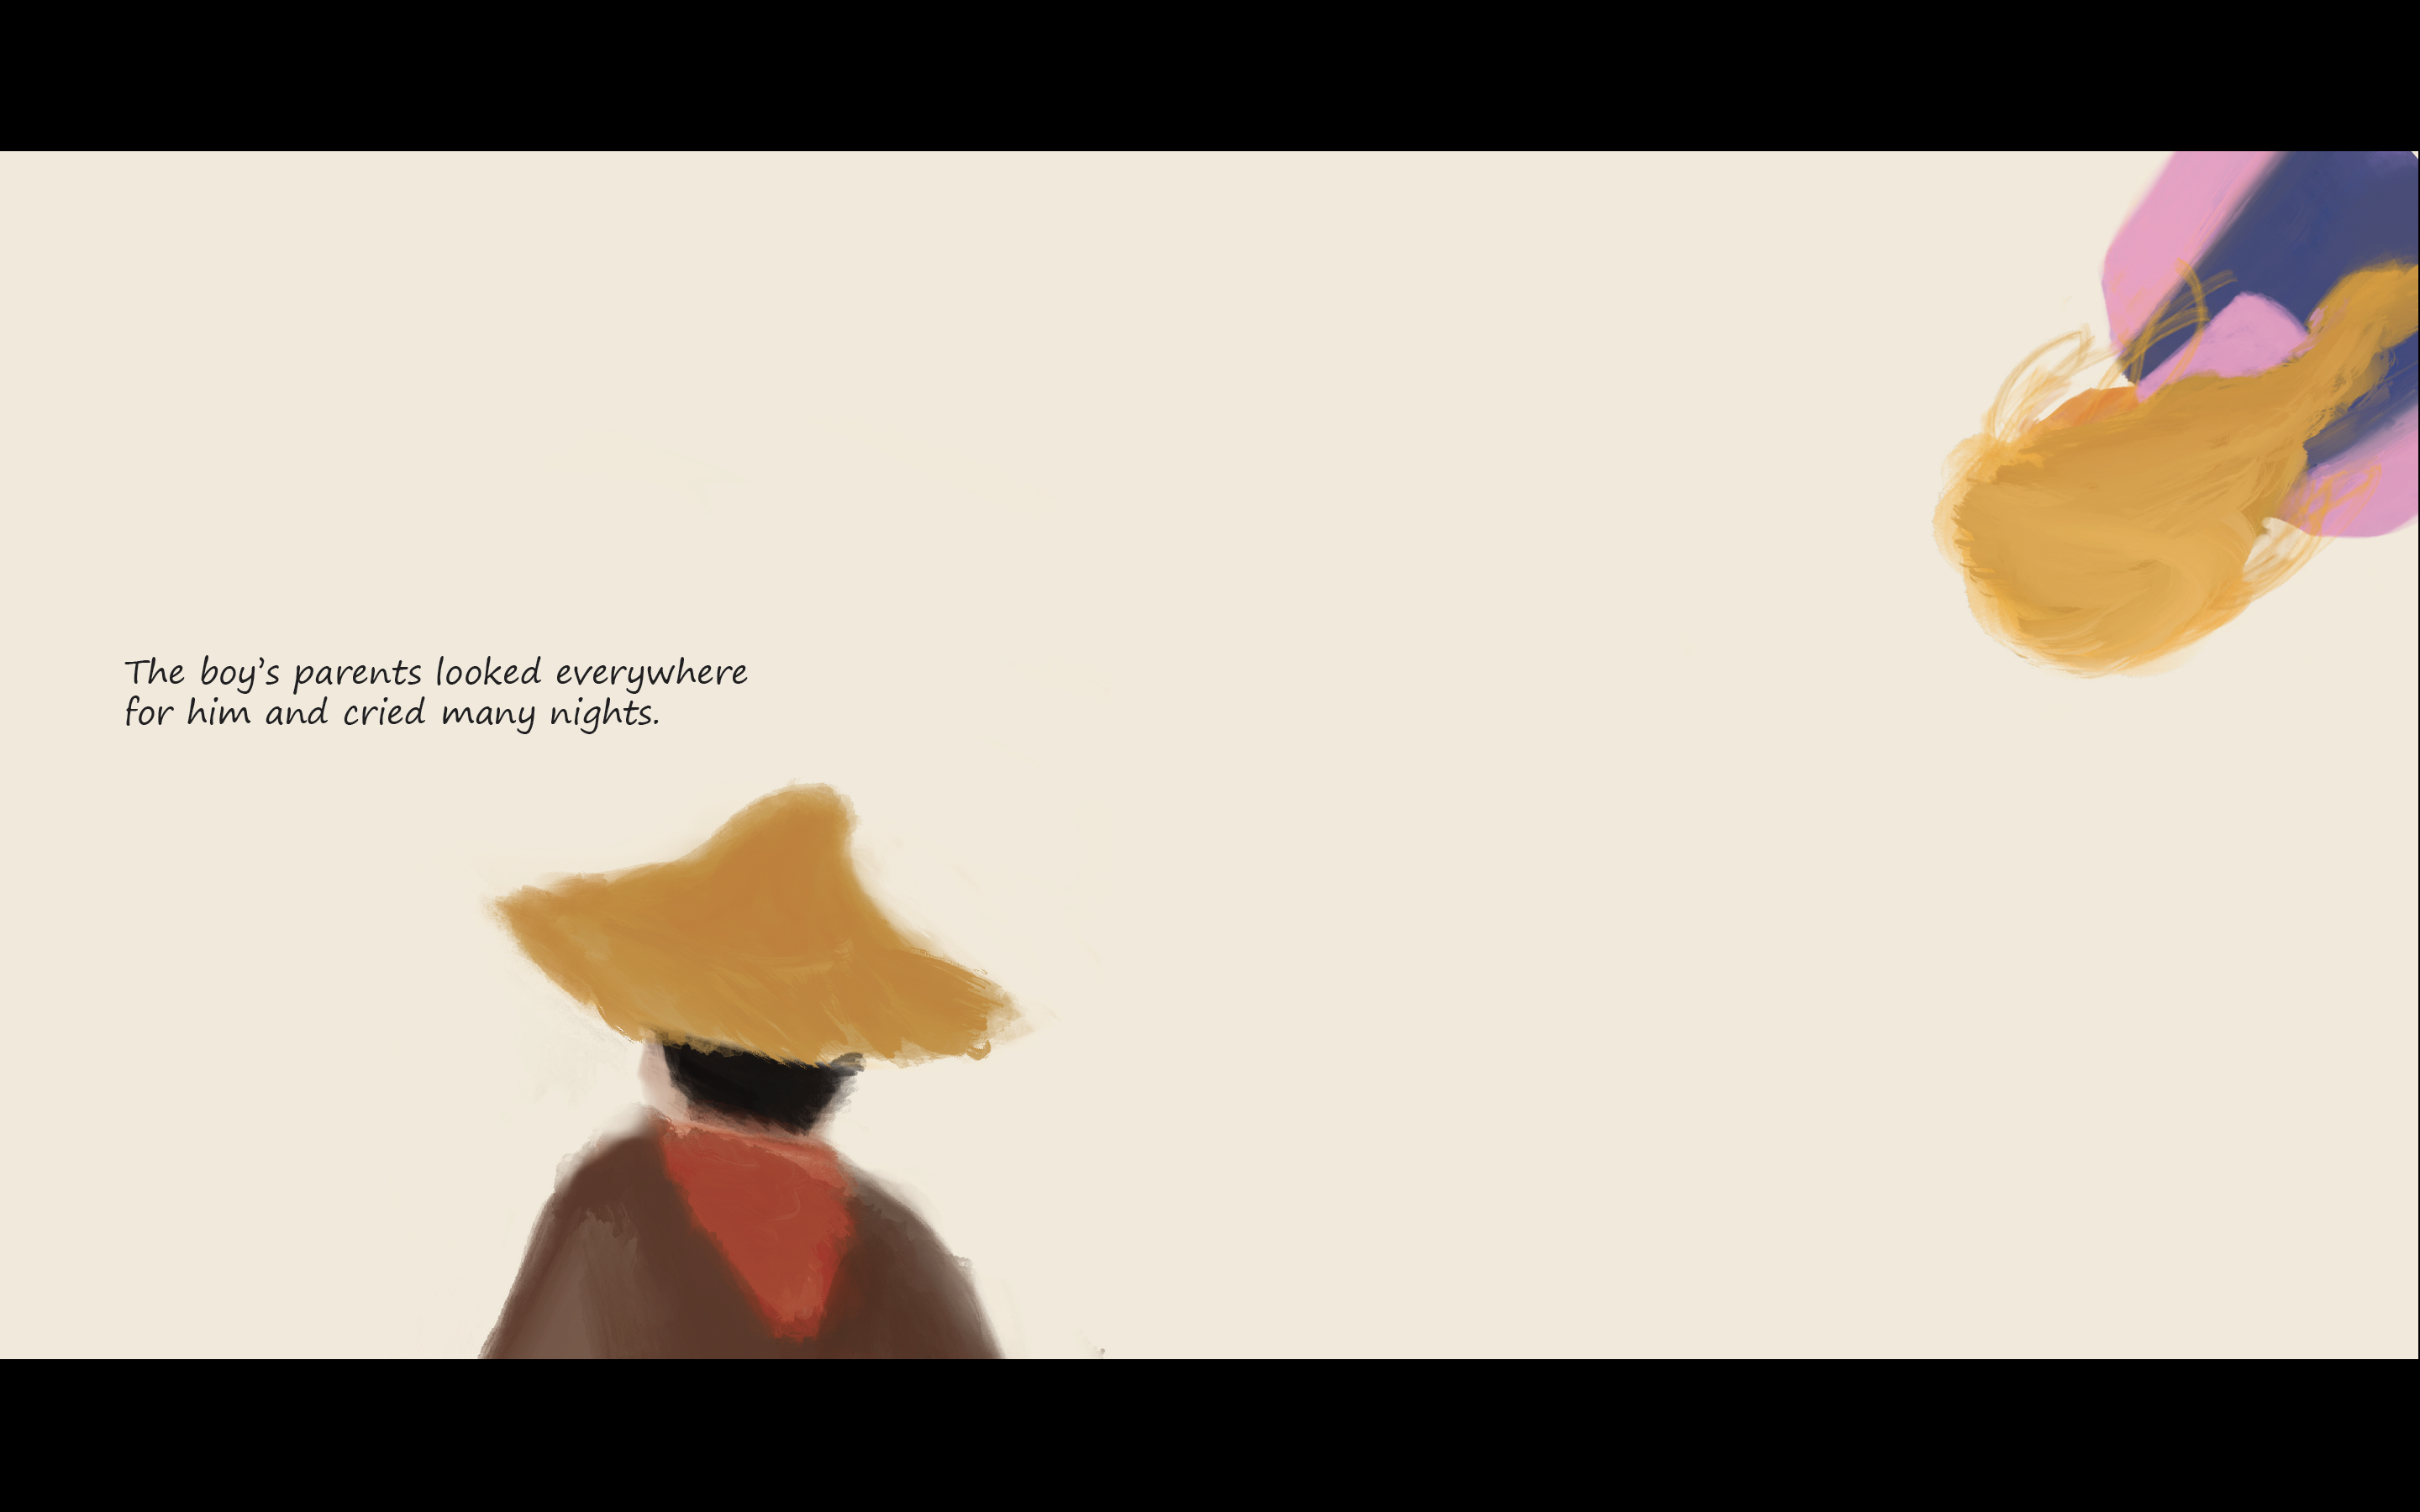 The boy’s parents looked everywhere
for him and cried many nights.